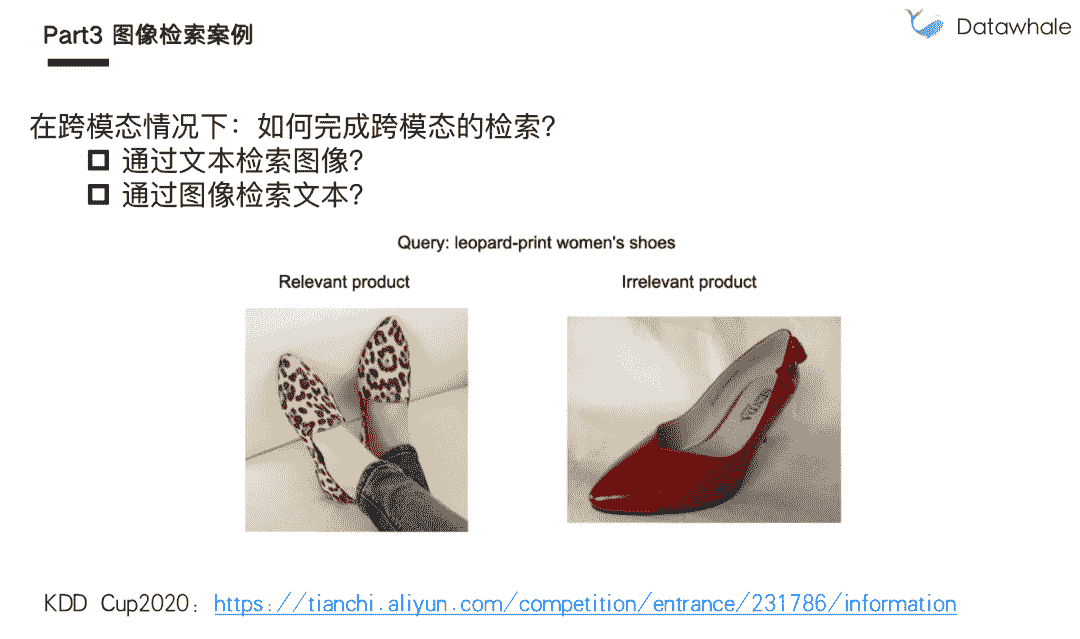 Part3 图像检索案例
Datawhale
在跨模态情况下：如何完成跨模态的检索？
通过文本检索图像？
通过图像检索文本？
Query: leopard-print women's shoes
Relevant product
Irrelevant product
KDD Cup2020：https://tianchi.aliyun.com/competition/entrance/231786/information